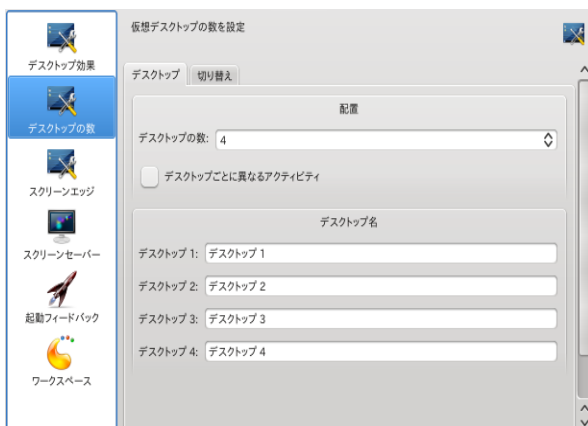 仮想デスクトップの数を設定
デスクトップ効果
デスクトップの数
スクリーンエッジ
スクリーンセーバー
起動フィードバック
ワークスペース
デスクトップ
切り替え
配置
デスクトップの数: 4
デスクトップごとに異なるアクティビティ
デスクトップ名
デスクトップ 1: デスクトップ 1
デスクトップ 2: デスクトップ 2
デスクトップ 3: デスクトップ 3
デスクトップ 4: デスクトップ 4